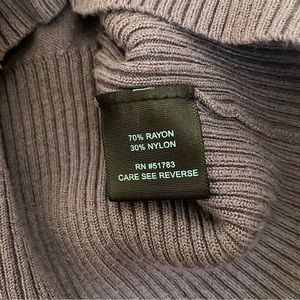 70% RAYON
30% NYLON
RN #51783
CARE SEE REVERSE